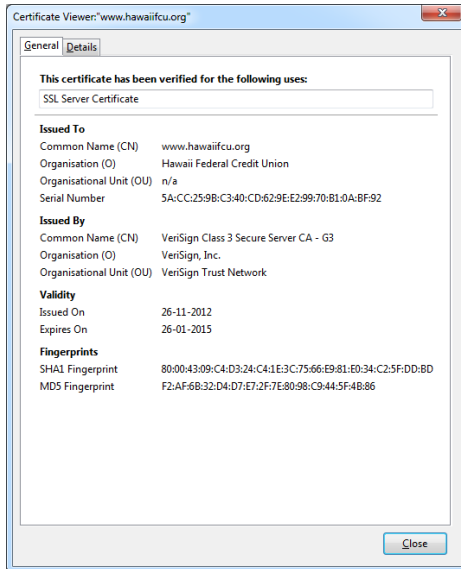 Certificate Viewer:"www.hawaiifcu.org"
General Details
This certificate has been verified for the following uses:
SSL Server Certificate
Issued To
Common Name (CN) www.hawaiifcu.org
Organisation (O) Hawaii Federal Credit Union
Organisational Unit (OU) n/a
Serial Number 5A:CC:25:9B:C3:40:CD:62:9E:E2:99:70:B1:0A:BF:92
Issued By
Common Name (CN) VeriSign Class 3 Secure Server CA - G3
Organisation (O) VeriSign, Inc.
Organisational Unit (OU) VeriSign Trust Network
Validity
Issued On 26-11-2012
Expires On 26-01-2015
Fingerprints
SHA1 Fingerprint 80:00:43:09:C4:D3:24:C4:1E:3C:75:66:E9:81:E0:34:C2:5F:DD:BD
MD5 Fingerprint F2:AF:6B:32:D4:D7:E7:2F:7E:80:98:C9:44:5F:4B:86
Close